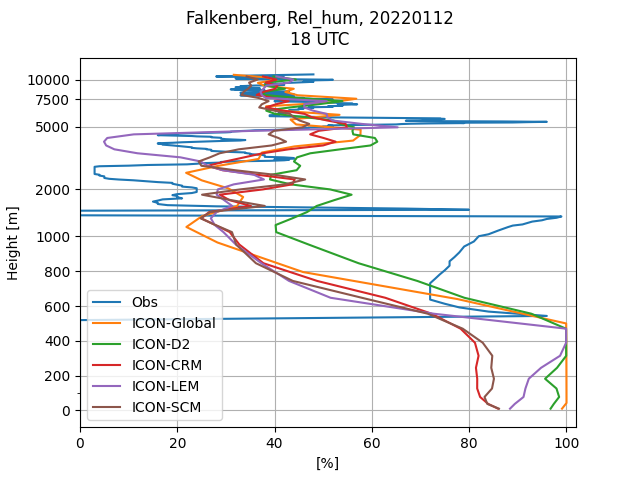 Falkenberg, Rel_hum, 20220112
18 UTC
10000
7500
5000
2000
1000
800
600
400
200
0
Height [m]
Obs
ICON-Global
ICON-D2
ICON-CRM
ICON-LEM
ICON-SCM
0 20 40 60 80 100
[%]